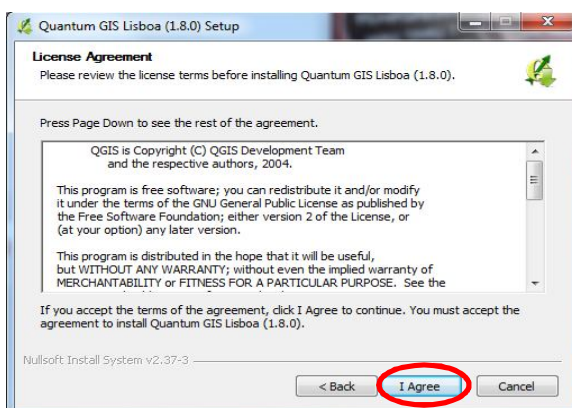 Quantum GIS Lisboa (1.8.0) Setup
License Agreement
Please review the license terms before installing Quantum GIS Lisboa (1.8.0).
Press Page Down to see the rest of the agreement.
QGIS is Copyright (C) QGIS Development Team
and the respective authors, 2004.
This program is free software; you can redistribute it and/or modify
it under the terms of the GNU General Public License as published by
the Free Software Foundation; either version 2 of the License, or
(at your option) any later version.
This program is distributed in the hope that it will be useful,
but WITHOUT ANY WARRANTY; without even the implied warranty of
MERCHANTABILITY or FITNESS FOR A PARTICULAR PURPOSE. See the
If you accept the terms of the agreement, click I Agree to continue. You must accept the
agreement to install Quantum GIS Lisboa (1.8.0).
Nullsoft Install System v2.37-3
< Back I Agree Cancel